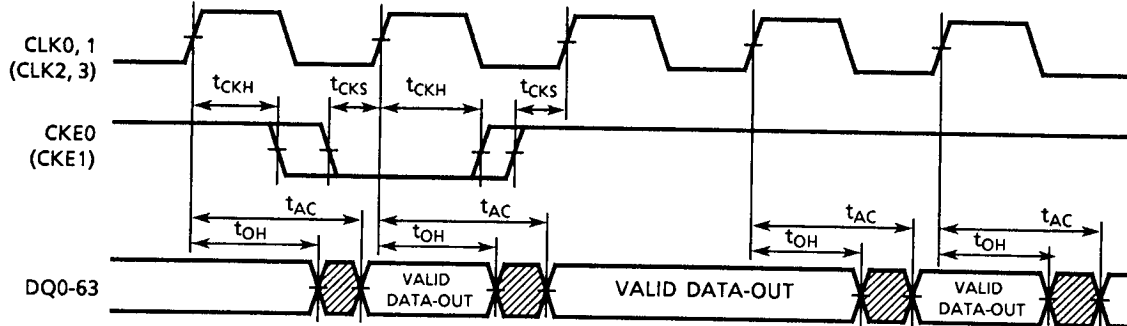 CLK0, 1
(CLK2, 3)
tCKH
tCKS
tCKH
tCKS
CKE0
(CKE1)
tAC
tAC
tAC
tAC
tOH
tOH
tOH
tOH
DQ0-63
VALID
DATA-OUT
VALID DATA-OUT
VALID
DATA-OUT